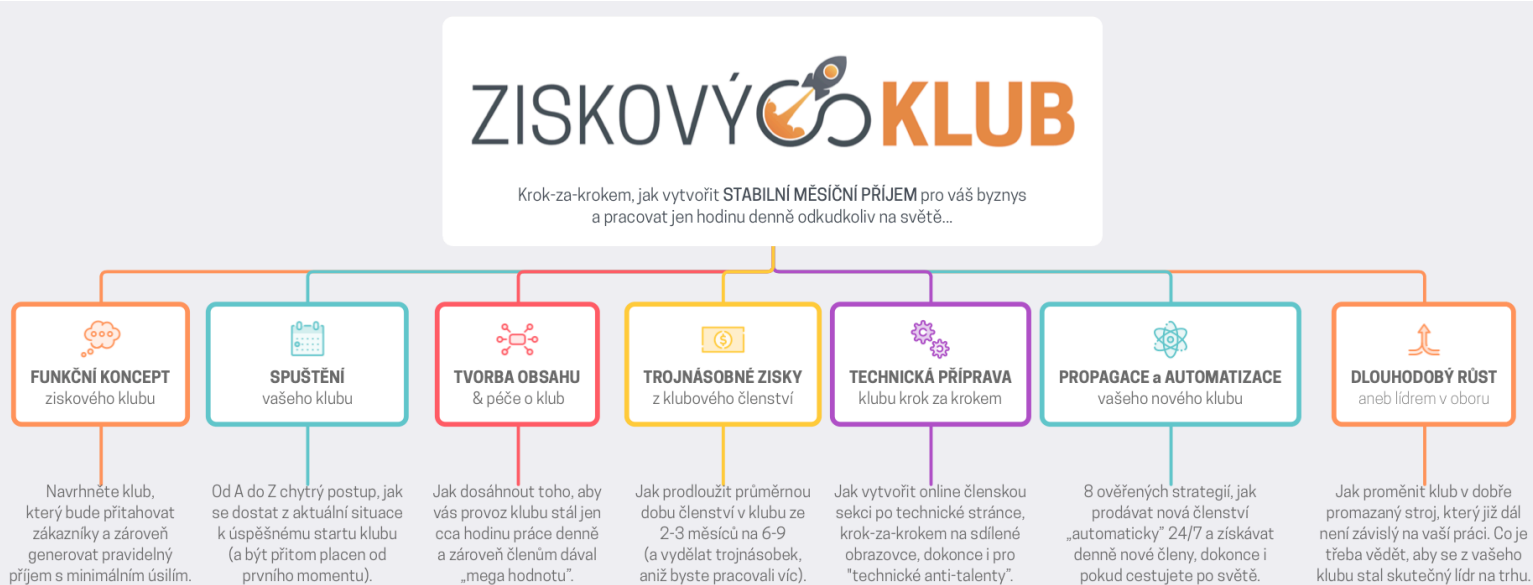 ZISKOVÝ KLUB
Krok-za-krokem, jak vytvořit STABILNÍ MĚSÍČNÍ PŘÍJEM pro váš byznys
a pracovat jen hodinu denně odkudkoliv na světě...
FUNKČNÍ KONCEPT
ziskového klubu
Navrhněte klub,
který bude přitahovat
zákazníky a zároveň
generovat pravidelný
příjem s minimálním úsilím.
SPUŠTĚNÍ
vašeho klubu
Od A do Z chytrý postup, jak
se dostat z aktuální situace
k úspěšnému startu klubu
(a být přitom placen od
prvního momentu).
TVORBA OBSAHU
& péče o klub
Jak dosáhnout toho, aby
vás provoz klubu stál jen
cca hodinu práce denně
a zároveň členům dával
„mega hodnotu”.
TROJNÁSOBNÉ ZISKY
z klubového členství
Jak prodloužit průměrnou
dobu členství v klubu ze
2-3 měsíců na 6-9
(a vydělat trojnásobek,
aniž byste pracovali víc).
TECHNICKÁ PŘÍPRAVA
klubu krok za krokem
Jak vytvořit online členskou
sekci po technické stránce,
krok-za-krokem na sdílené
obrazovce, dokonce i pro
"technické anti-talenty”.
PROPAGACE a AUTOMATIZACE
vašeho nového klubu
8 ověřených strategií, jak
prodávat nová členství
„automaticky” 24/7 a získávat
denně nové členy, dokonce i
pokud cestujete po světě.
DLOUHODOBÝ RŮST
aneb lídrem v oboru
Jak proměnit klub v dobře
promazaný stroj, který již dál
není závislý na vaší práci. Co je
třeba vědět, aby se z vašeho
klubu stal skutečný lídr na trhu.